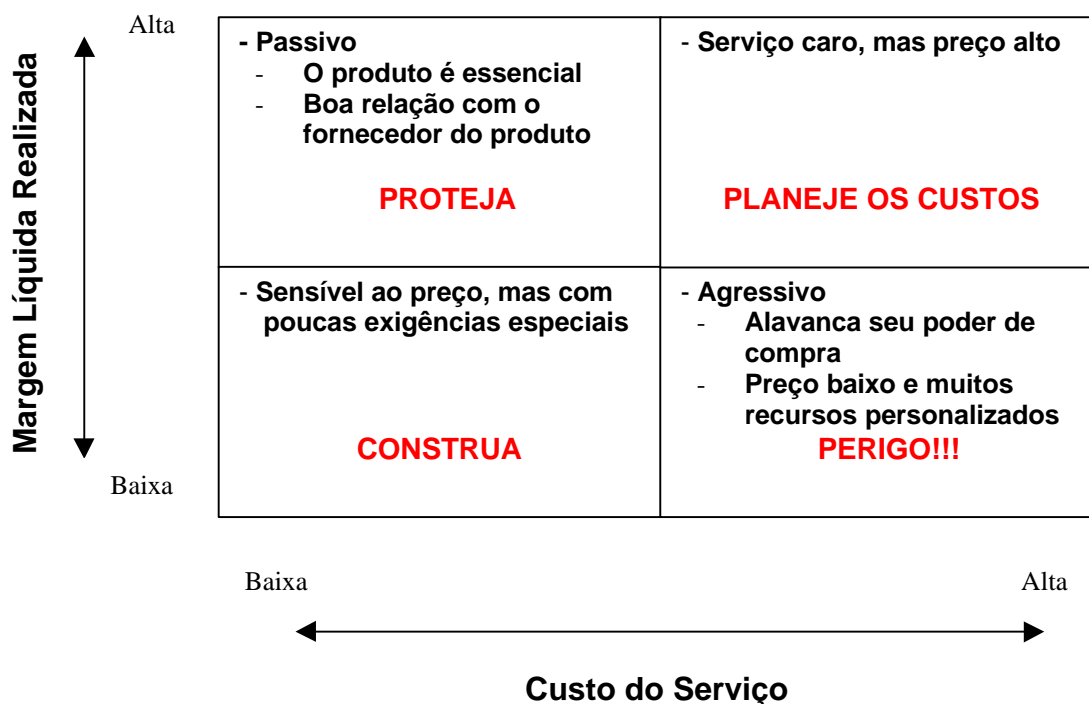 Margem Líquida Realizada
Alta
- Passivo
- O produto é essencial
- Boa relação com o
fornecedor do produto
PROTEJA
- Serviço caro, mas preço alto
PLANEJE OS CUSTOS
- Sensível ao preço, mas com
poucas exigências especiais
CONSTRUA
- Agressivo
- Alavanca seu poder de
compra
- Preço baixo e muitos
recursos personalizados
PERIGO!!!
Baixa
Baixa
Alta
Custo do Serviço